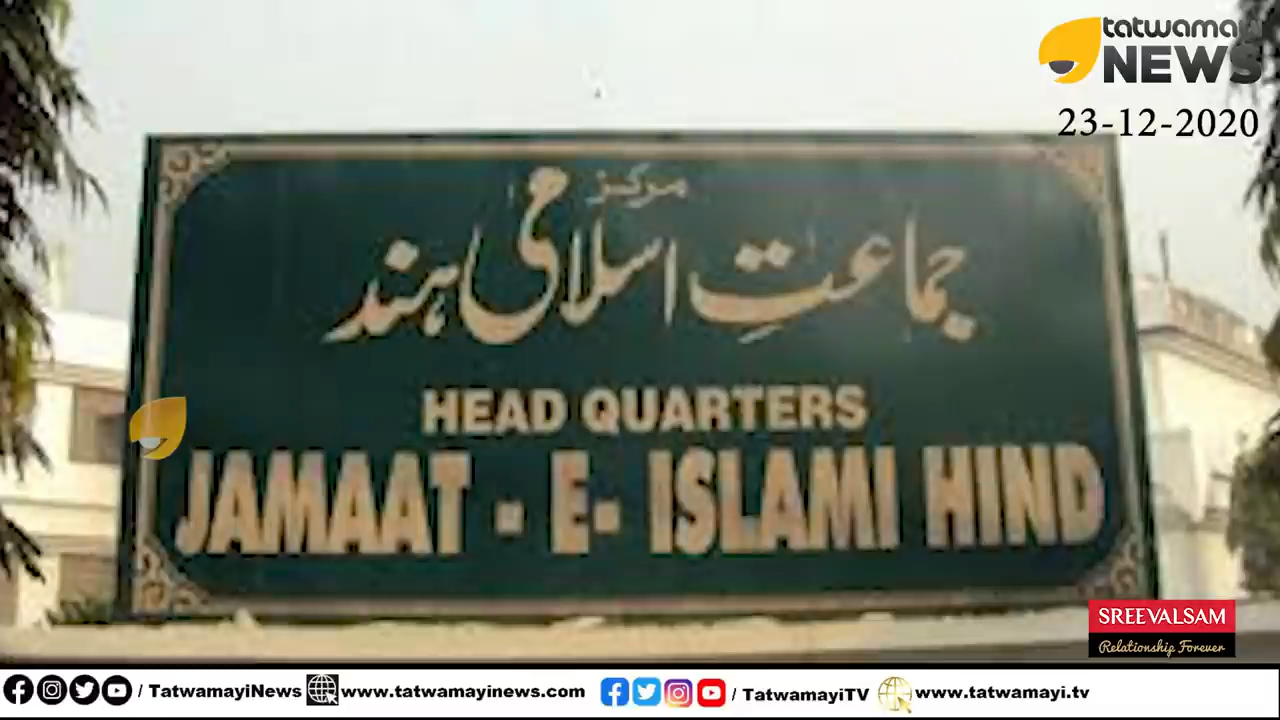 tatwamayi
NEWS
23-12-2020
مرکز
جماعتِ اسلامی ہند
HEAD QUARTERS
JAMAAT - E- ISLAMI HIND
SREEVALSAM
Relationship Forever
/ TatwamayiNews www.tatwamayinews.com / TatwamayiTV www.tatwamayi.tv